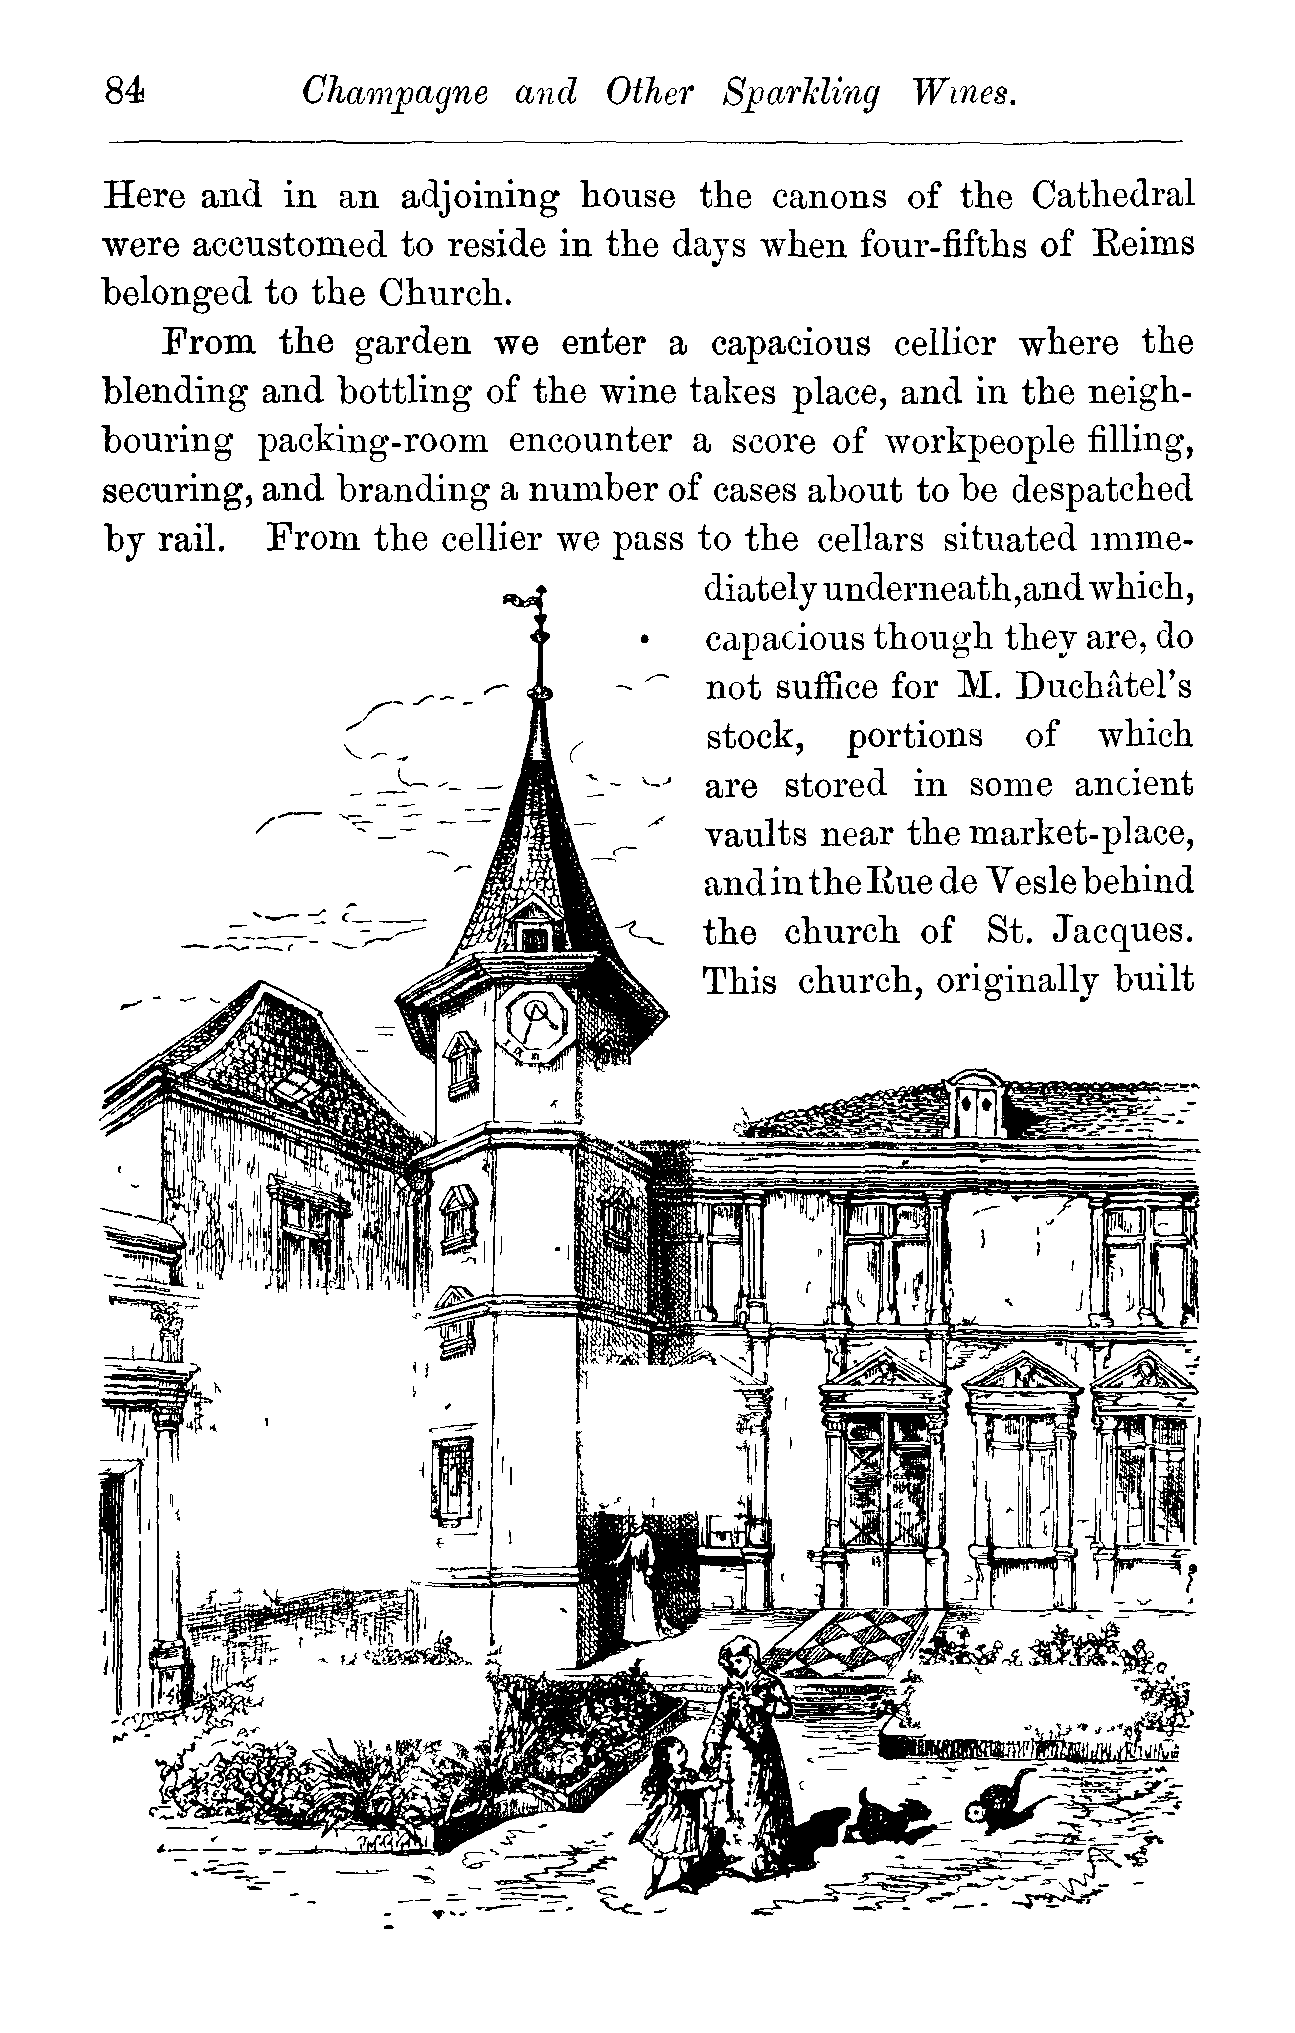 84 Champagne and Other Sparkling Wines.
Here and in an adjoining house the canons of the Cathedral
were accustomed to reside in the days when four-fifths of Reims
belonged to the Church.
From the garden we enter a capacious cellier where the
blending and bottling of the wine takes place, and in the neigh-
bouring packing-room encounter a score of workpeople filling,
securing, and branding a number of cases about to be despatched
by rail. From the cellier we pass to the cellars situated imme-
diately underneath, and which,
capacious though they are, do
not suffice for M. Duchâtel's
stock, portions of which
are stored in some ancient
vaults near the market-place,
and in the Rue de Vesle behind
the church of St. Jacques.
This church, originally built